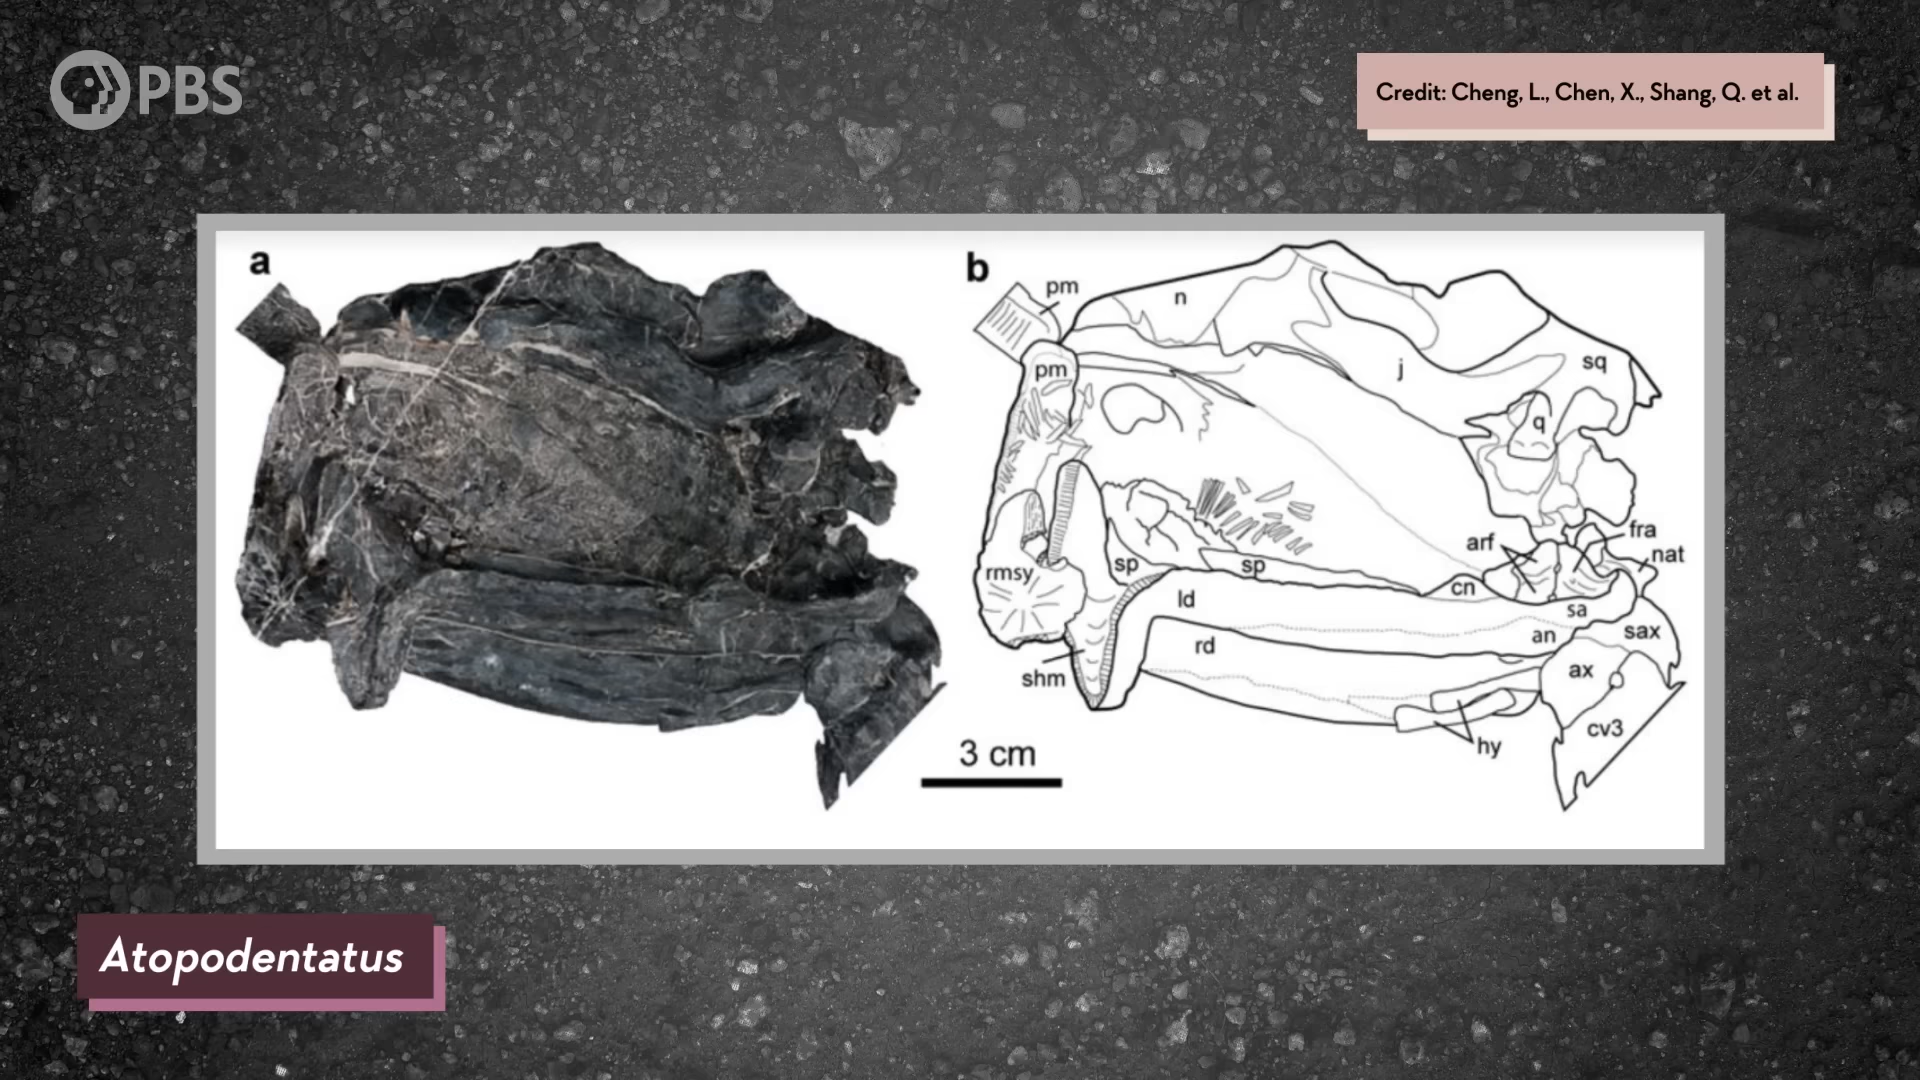 PBS
Credit: Cheng, L., Chen, X., Shang, Q. et al.
a
b
pm
n
pm
j
sq
q
arf
fra
nat
rmsy
sp
sp
cn
ld
sa
an
sax
rd
ax
shm
cv3
hy
3 cm
Atopodentatus